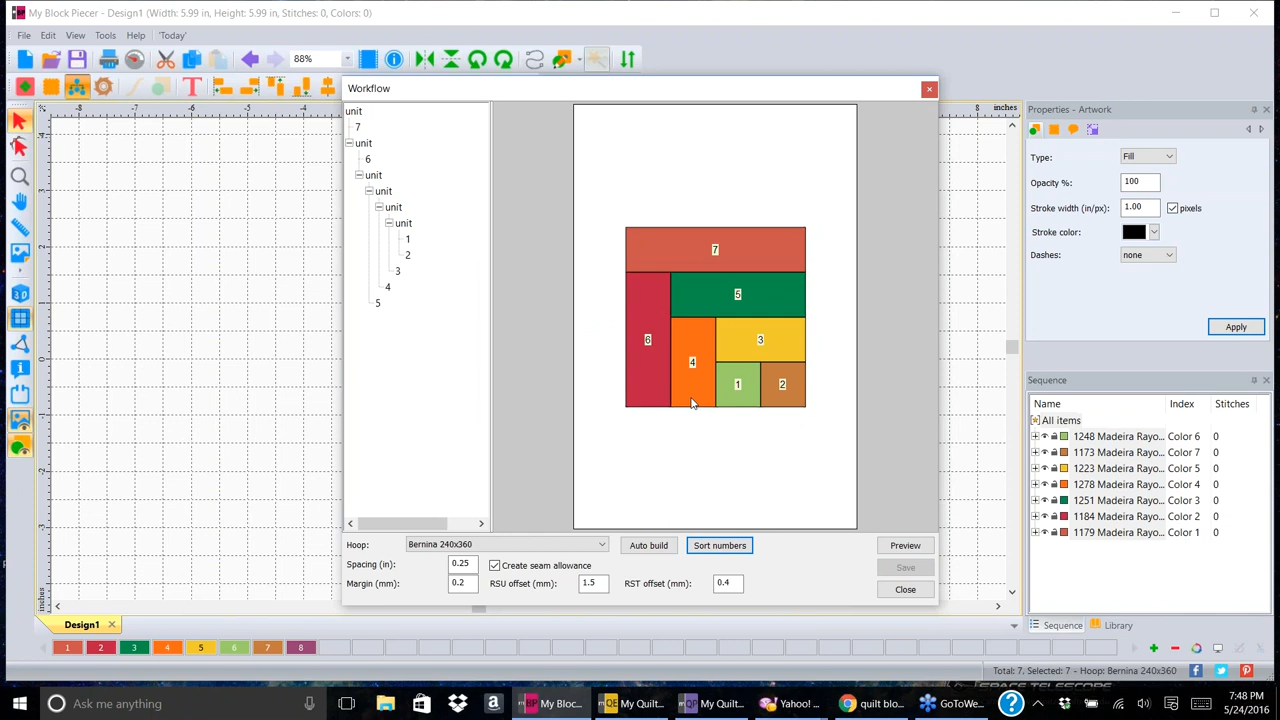 My Block Piecer - Design1 (Width: 5.99 in, Height: 5.99 in, Stitches: 0, Colors: 0)
File Edit View Tools Help 'Today'
88%
-8 -7 -6 -5 8 inches
Workflow
unit
7
unit
6
unit
unit
unit
unit
1
2
3
4
5
7
5
6
4
3
1
2
Hoop: Bernina 240x360 Auto build Sort numbers Preview
Spacing (in): 0.25 Create seam allowance Save
Margin (mm): 0.2 RSU offset (mm): 1.5 RST offset (mm): 0.4 Close
Properties - Artwork
Type: Fill
Opacity %: 100
Stroke width (in/px): 1.00 pixels
Stroke color:
Dashes: none
Apply
Sequence
Name Index Stitches
All items
1248 Madeira Rayo... Color 6 0
1173 Madeira Rayo... Color 7 0
1223 Madeira Rayo... Color 5 0
1278 Madeira Rayo... Color 4 0
1251 Madeira Rayo... Color 3 0
1184 Madeira Rayo... Color 2 0
1179 Madeira Rayo... Color 1 0
Sequence Library
inches
Design1
1 2 3 4 5 6 7 8
Total: 7, Selected: 7 - Hoop: Bernina 240x360
SPACE TELESCOPE
Ask me anything My Bloc... My Quilt... My Quilt... Yahoo! ... quilt blo... GoToWe... 7:48 PM
5/24/2016